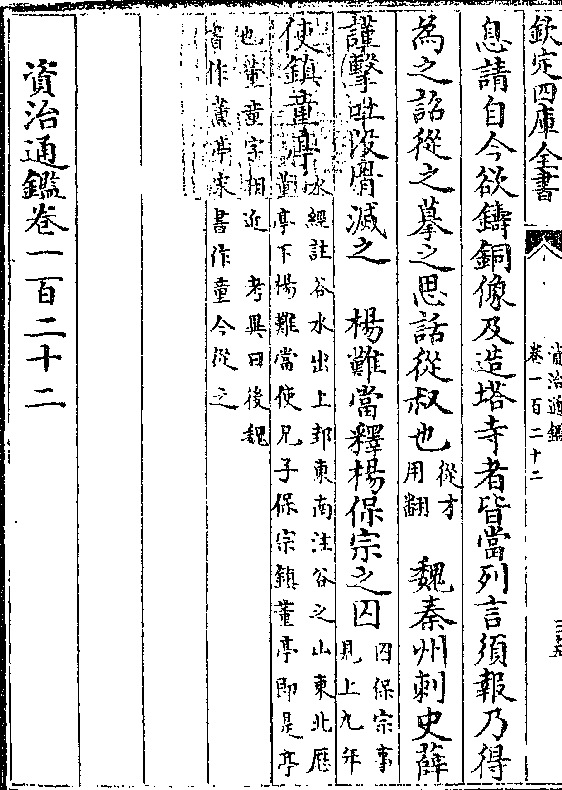 欽定四庫全書
資治通鑑
卷一百二十二
息請自今欲鑄銅像及造塔寺者皆當列言須報乃得
為之詔從之摹之思話從叔也從才用翻 魏秦州刺史薛
謹擊吐沒骨滅之 楊難當釋楊保宗之囚囚保宗事見上九年
使鎮童亭水經註谷水出上邽東南注谷之山東北歷董亭下楊難當使兄子保宗鎮董亭即是亭
也董童字相近 考異曰後魏書作董亭宋書作童今從之
資治通鑑卷一百二十二